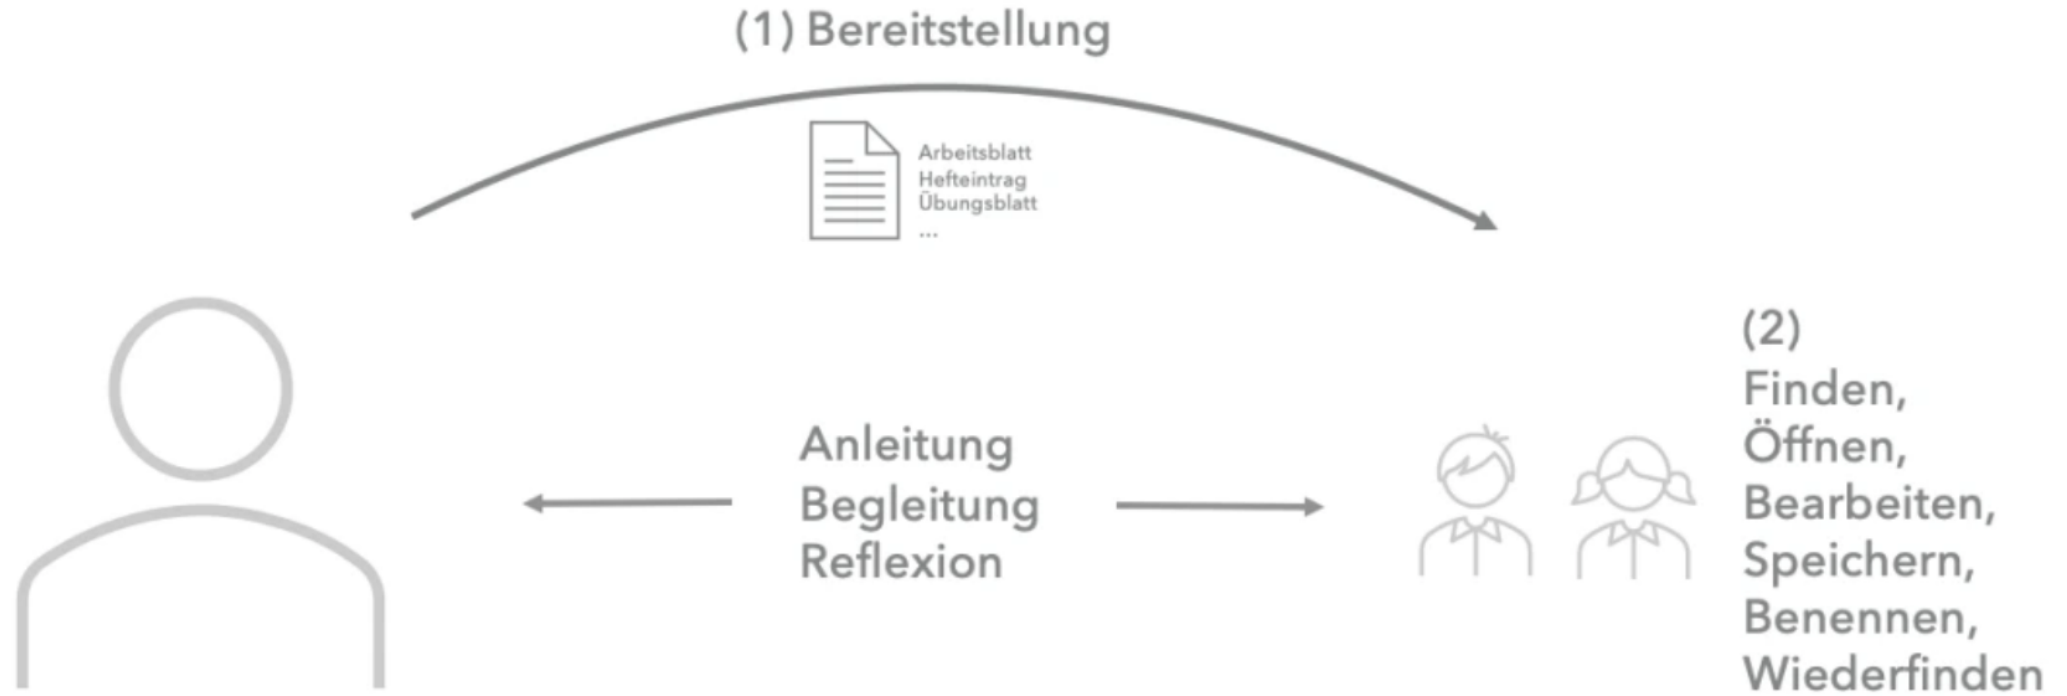 (1) Bereitstellung
Arbeitsblatt
Hefteintrag
Übungsblatt
...
Anleitung
Begleitung
Reflexion
(2)
Finden,
Öffnen,
Bearbeiten,
Speichern,
Benennen,
Wiederfinden